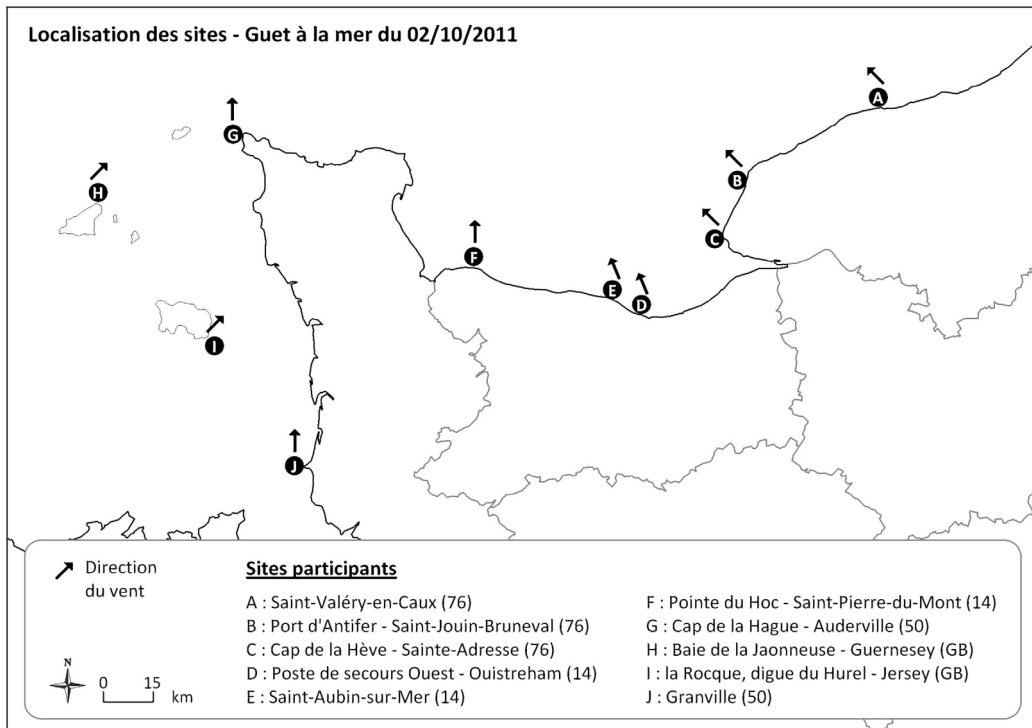 Localisation des sites - Guet à la mer du 02/10/2011
A
G
B
H
C
F
E
D
I
J
Direction
du vent
N
0 15
km
Sites participants
A : Saint-Valéry-en-Caux (76)
B : Port d'Antifer - Saint-Jouin-Bruneval (76)
C : Cap de la Hève - Sainte-Adresse (76)
D : Poste de secours Ouest - Ouistreham (14)
E : Saint-Aubin-sur-Mer (14)
F : Pointe du Hoc - Saint-Pierre-du-Mont (14)
G : Cap de la Hague - Auderville (50)
H : Baie de la Jaonneuse - Guernesey (GB)
I : la Rocque, digue du Hurel - Jersey (GB)
J : Granville (50)